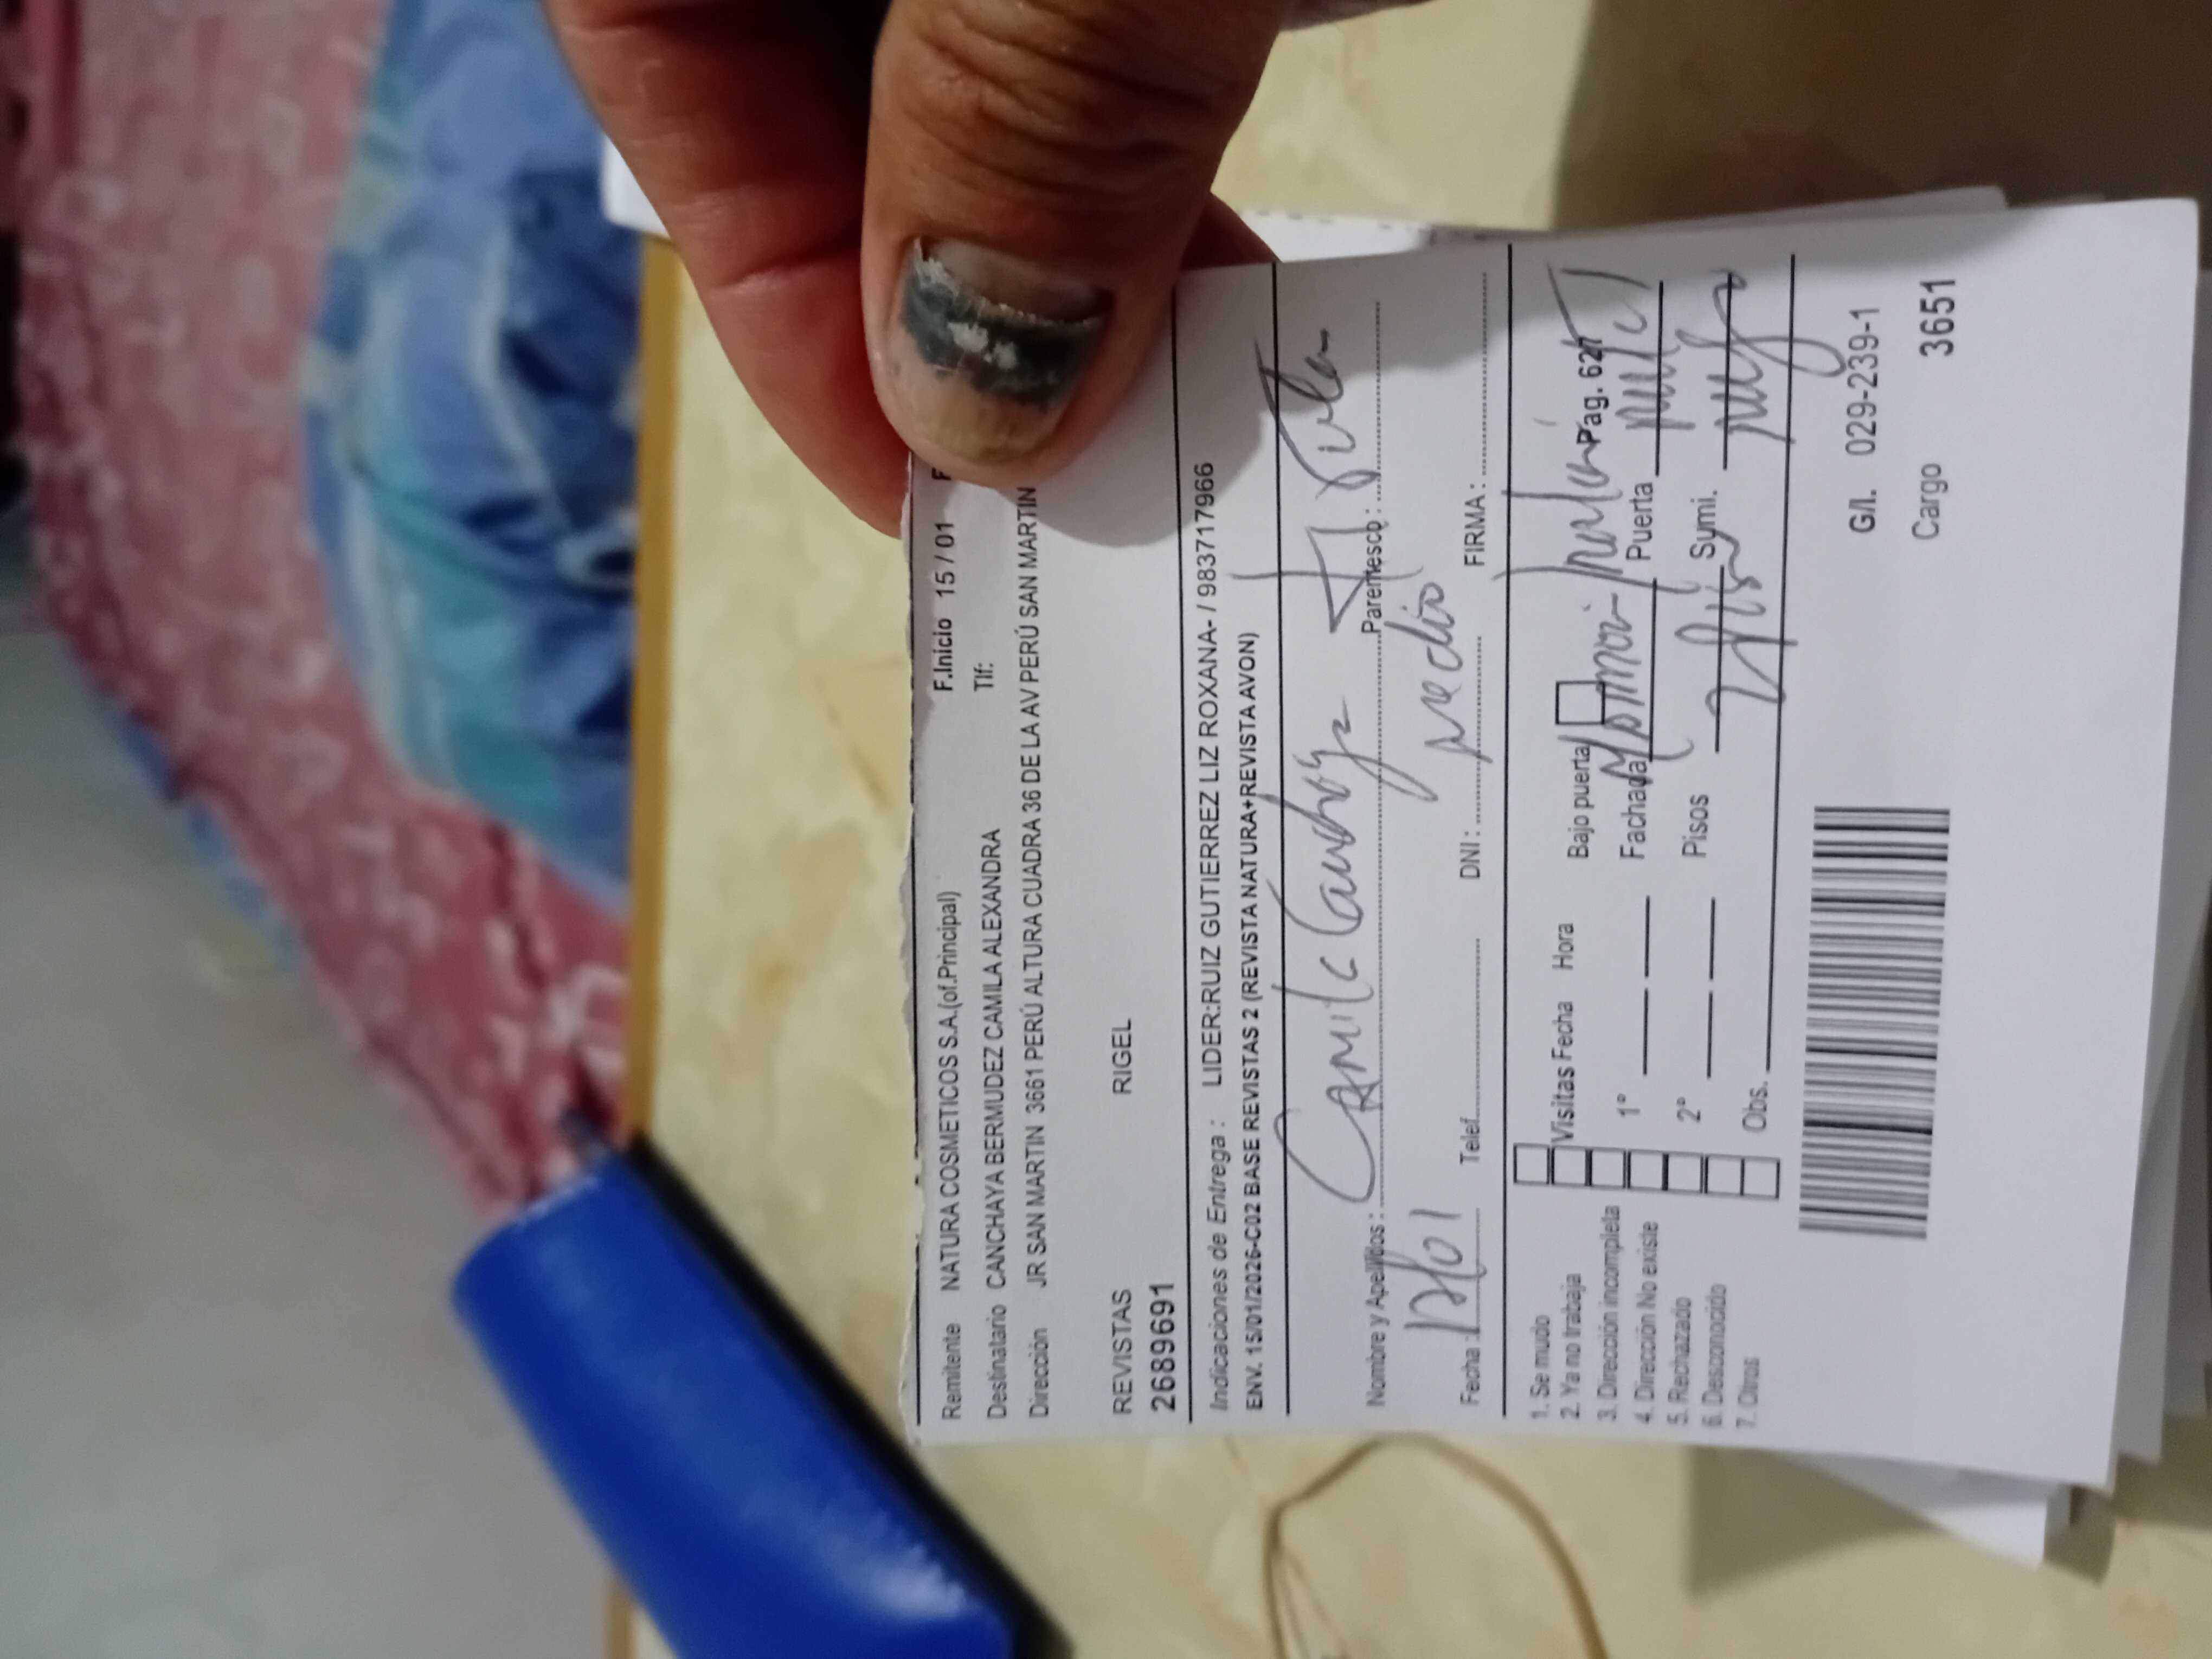 F.Inicio 15 / 01
Remitente NATURA COSMETICOS S.A.(of.Principal)
Tlf:
Destinatario CANCHAYA BERMUDEZ CAMILA ALEXANDRA
Dirección JR SAN MARTIN 3661 PERÚ ALTURA CUADRA 36 DE LA AV PERÚ SAN MARTIN
REVISTAS RIGEL
2689691
Indicaciones de Entrega : LIDER:RUIZ GUTIERREZ LIZ ROXANA- / 983717966
ENV. 15/01/2026-C02 BASE REVISTAS 2 (REVISTA NATURA+REVISTA AVON)
Camila
Nombre y Apellidos : Parentesco :
medio
Fecha : Telef. DNI : FIRMA :
1. Se mudo Visitas Fecha Hora Bajo puerta Pag. 627
2. Ya no trabaja
3. Dirección incompleta 1° Fachada Puerta
4. Dirección No existe
5. Rechazado 2° Pisos Sumi.
6. Desconocido
7. Otros Obs.
G/I. 029-239-1
Cargo 3651